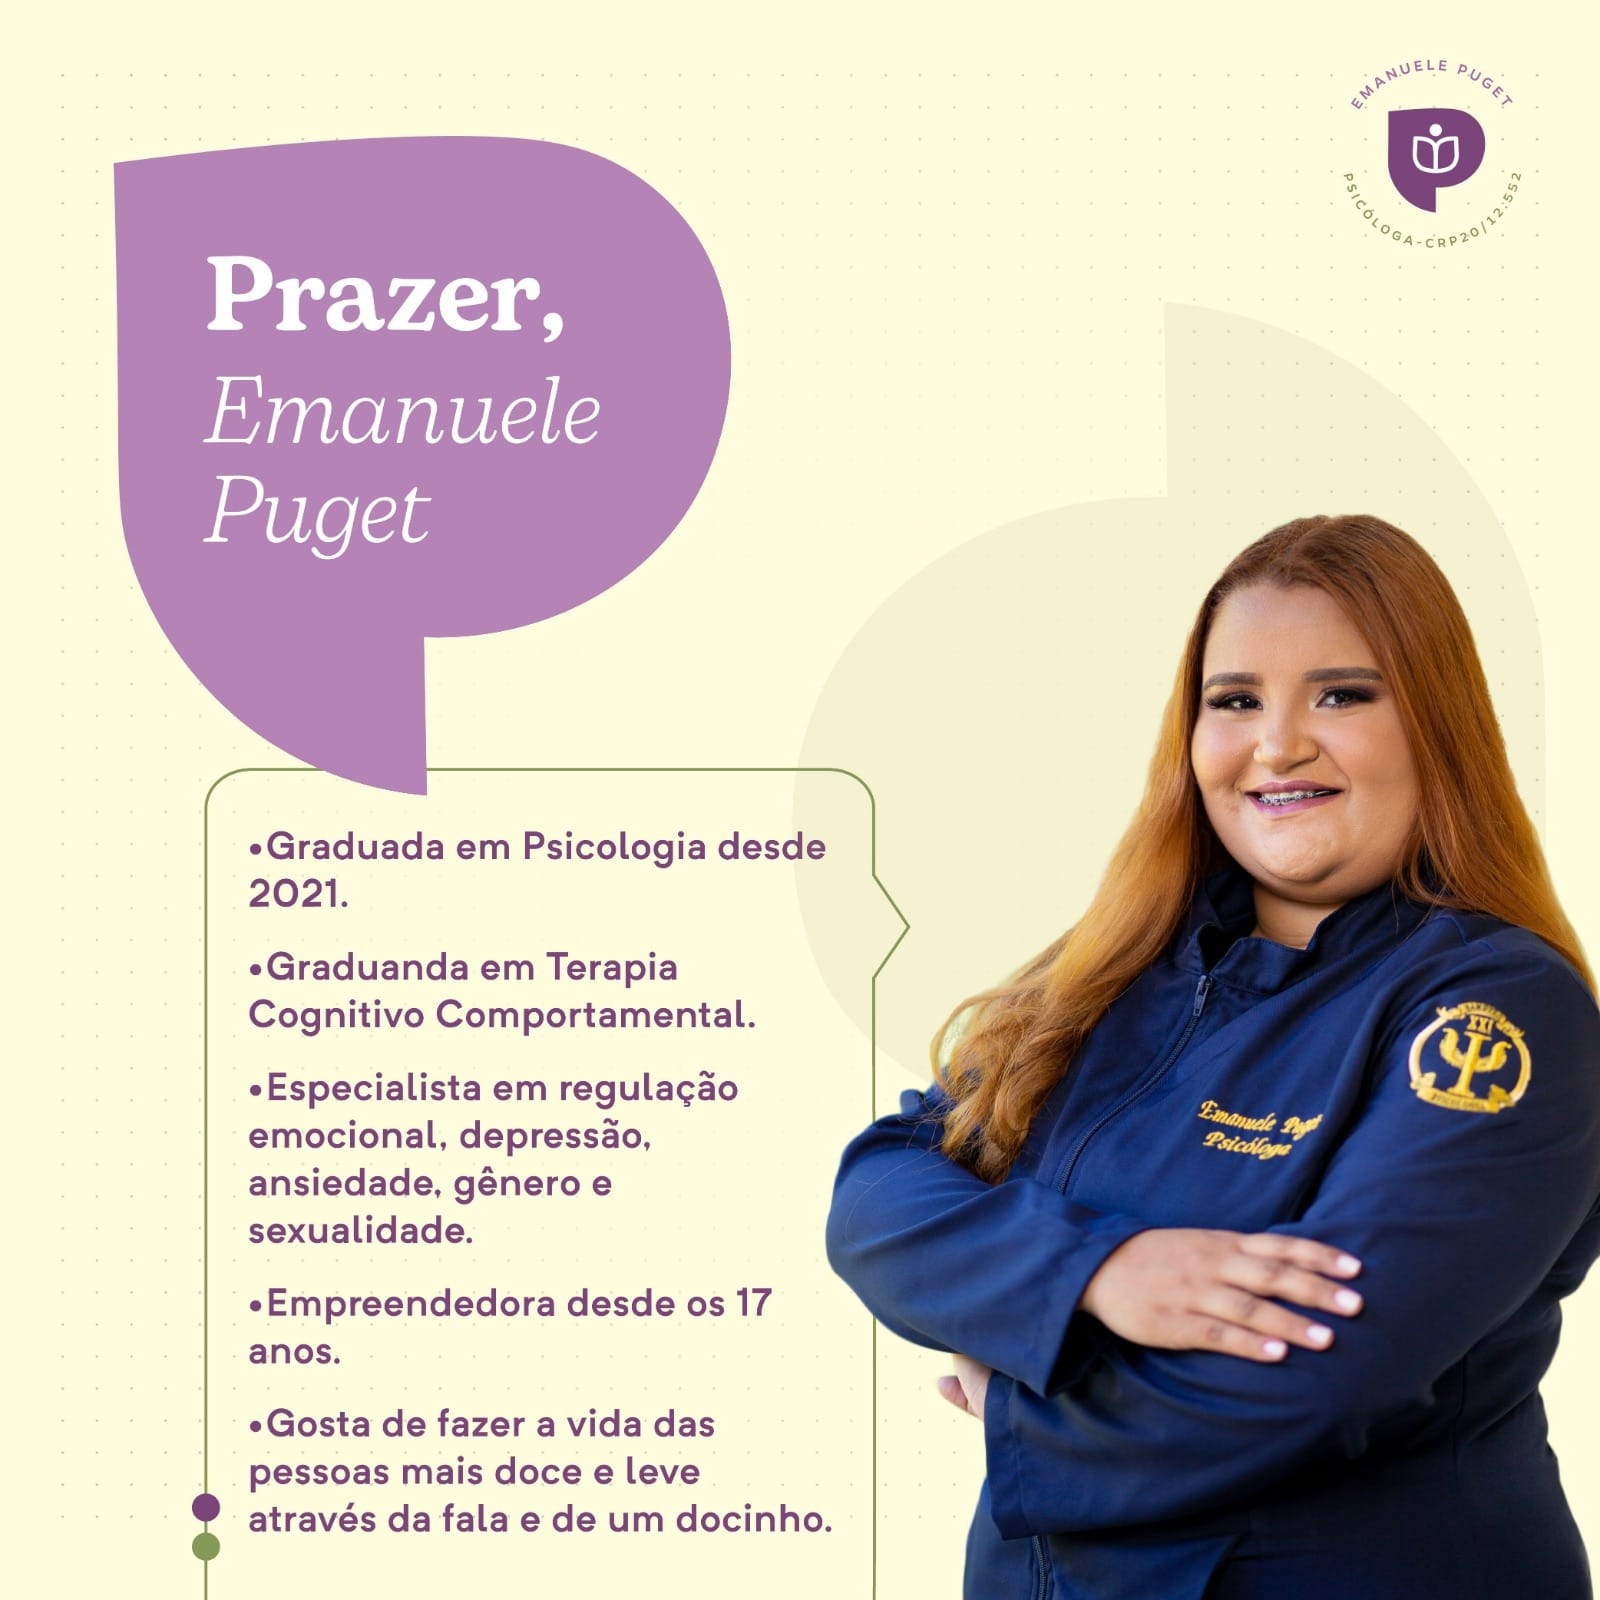 EMANUELE PUGET
PSICÓLOGA-CRP20/12.552
Prazer,
Emanuele
Puget
•Graduada em Psicologia desde
2021.
•Graduanda em Terapia
Cognitivo Comportamental.
•Especialista em regulação
emocional, depressão,
ansiedade, gênero e
sexualidade.
•Empreendedora desde os 17
anos.
•Gosta de fazer a vida das
pessoas mais doce e leve
através da fala e de um docinho.
XXI
Emanuele Puget
Psicóloga